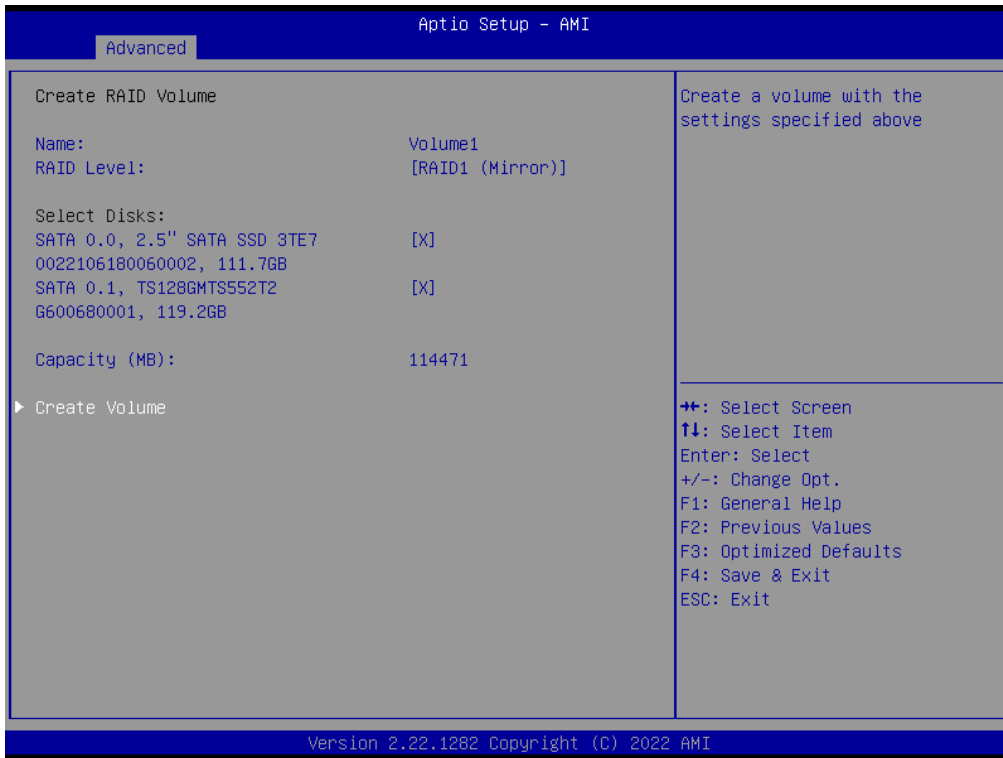 Aptio Setup – AMI
Advanced
Create RAID Volume
Name: Volume1
RAID Level: [RAID1 (Mirror)]
Select Disks:
SATA 0.0, 2.5" SATA SSD 3TE7 [X]
0022106180060002, 111.7GB
SATA 0.1, TS128GMTS552T2 [X]
G600680001, 119.2GB
Capacity (MB): 114471
▶ Create Volume
Create a volume with the
settings specified above
→←: Select Screen
↑↓: Select Item
Enter: Select
+/-: Change Opt.
F1: General Help
F2: Previous Values
F3: Optimized Defaults
F4: Save & Exit
ESC: Exit
Version 2.22.1282 Copyright (C) 2022 AMI